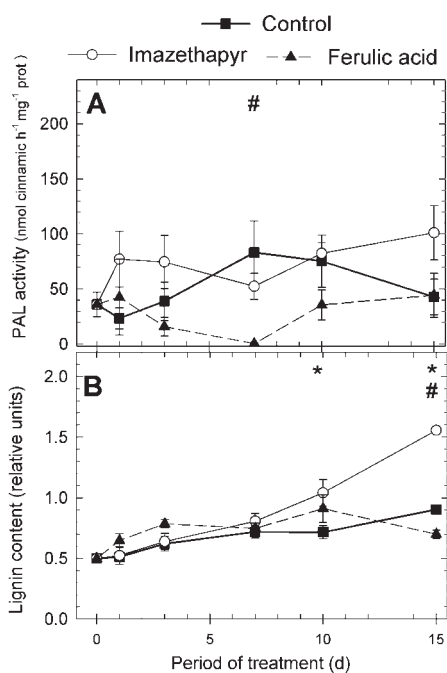 Control
Imazethapyr Ferulic acid
A
#
PAL activity (nmol cinnamic h⁻¹ mg⁻¹ prot)
200
150
100
50
0
B
* *
#
Lignin content (relative units)
2.0
1.5
1.0
0.5
0.0
0 5 10 15
Period of treatment (d)